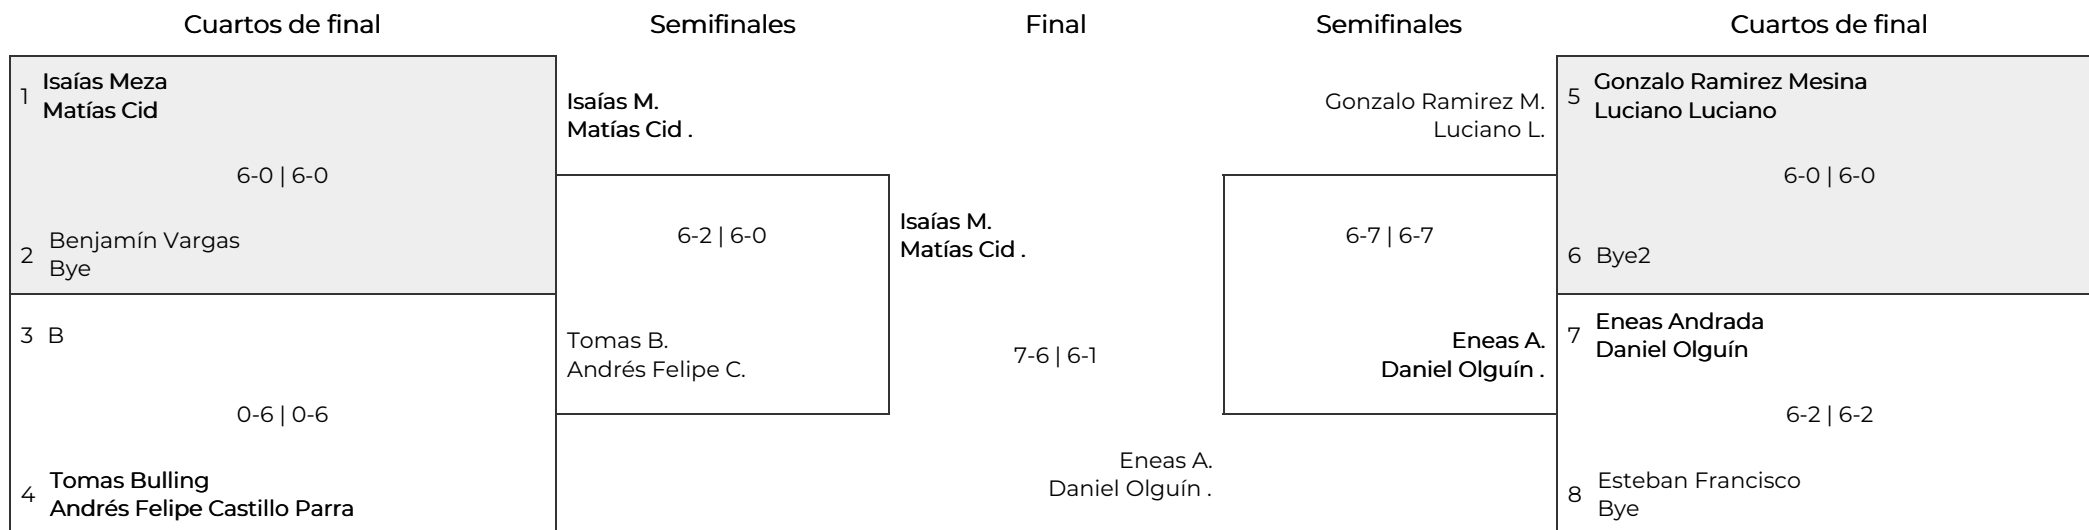 Cuartos de final
Semifinales
Final
Semifinales
Cuartos de final
1
Isaías Meza
Matías Cid
6-0 | 6-0
2
Benjamín Vargas
Bye
3 B
0-6 | 0-6
4
Tomas Bulling
Andrés Felipe Castillo Parra
Isaías M.
Matías Cid .
6-2 | 6-0
Tomas B.
Andrés Felipe C.
Isaías M.
Matías Cid .
7-6 | 6-1
Eneas A.
Daniel Olguín .
Gonzalo Ramirez M.
Luciano L.
6-7 | 6-7
Eneas A.
Daniel Olguín .
5
Gonzalo Ramirez Mesina
Luciano Luciano
6-0 | 6-0
6 Bye2
7
Eneas Andrada
Daniel Olguín
6-2 | 6-2
8
Esteban Francisco
Bye